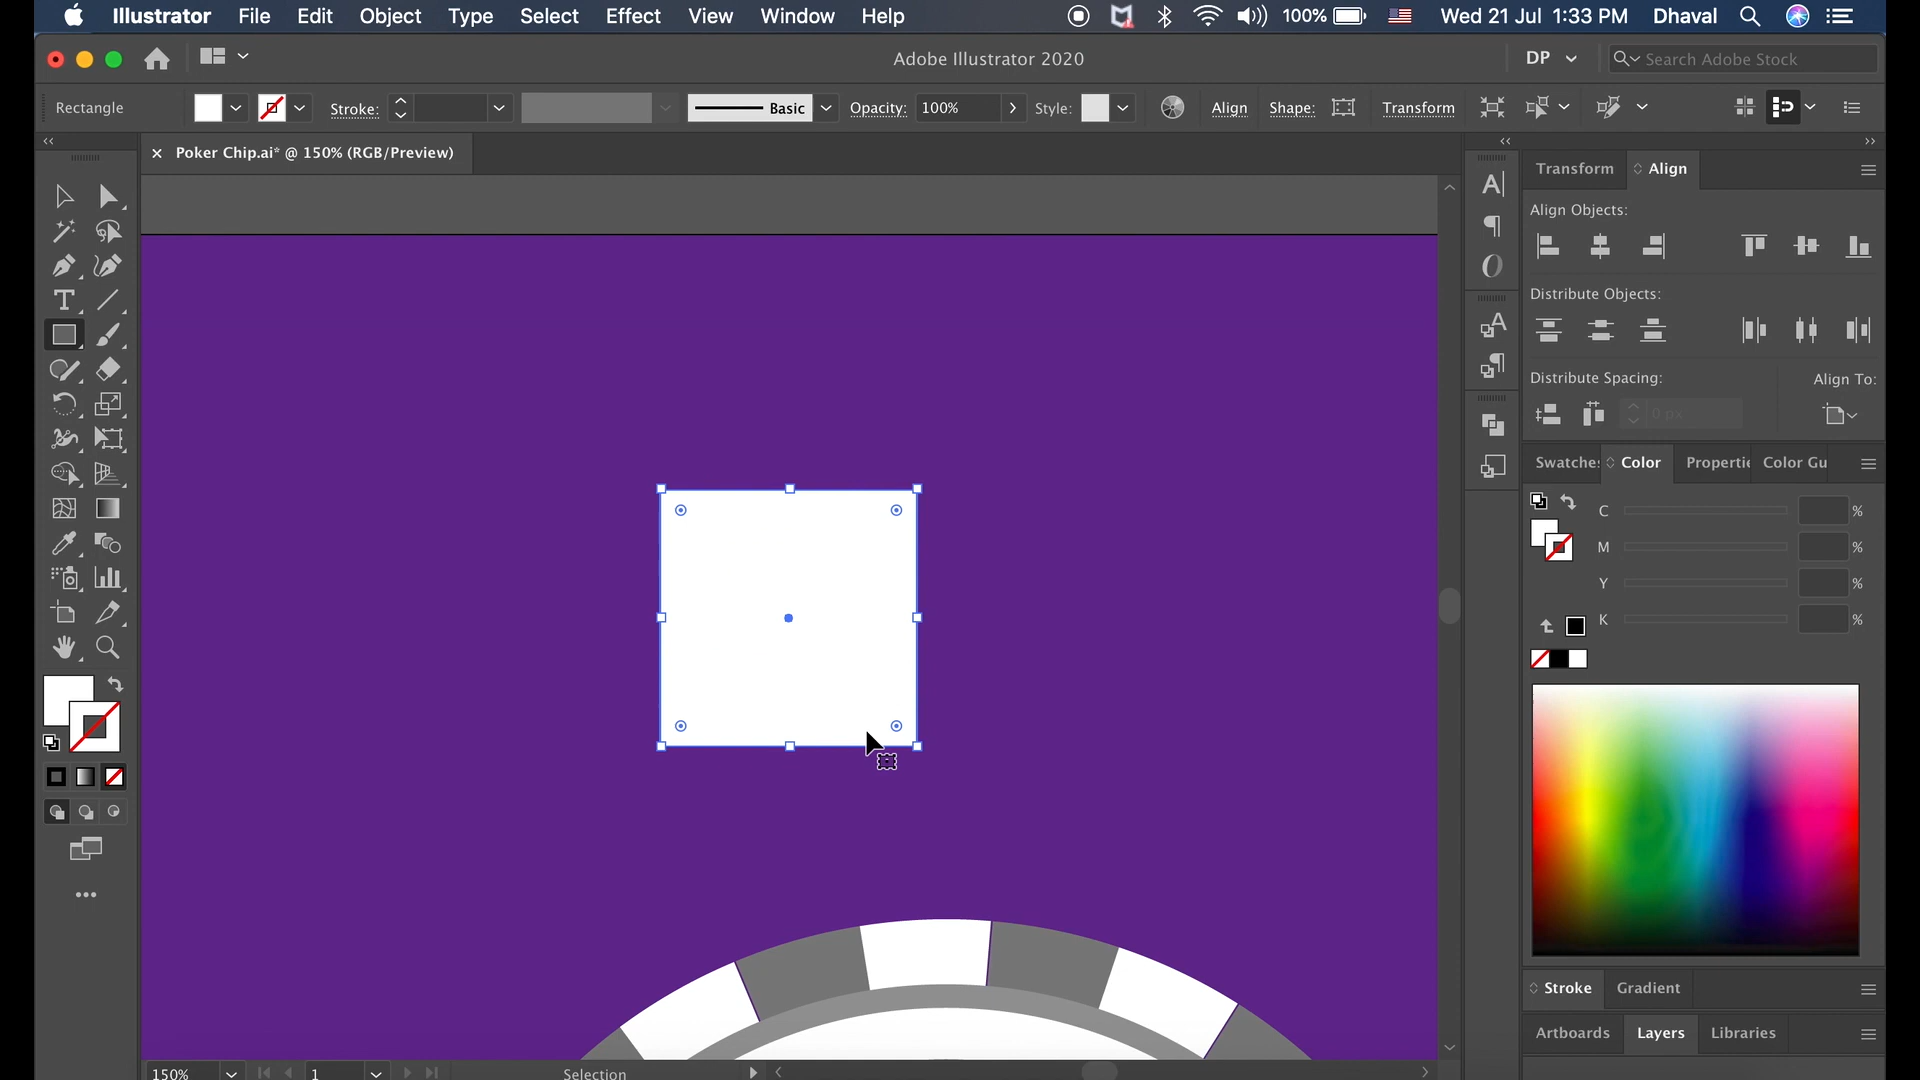 Illustrator File Edit Object Type Select Effect View Window Help 100% Wed 21 Jul 1:33 PM Dhaval
Adobe Illustrator 2020 DP Search Adobe Stock
Rectangle Stroke: Basic Opacity: 100% Style: Align Shape: Transform
× Poker Chip.ai* @ 150% (RGB/Preview)
Transform Align
Align Objects:
Distribute Objects:
Distribute Spacing: Align To:
0 px
Swatches Color Properti Color Gu
C %
M %
Y %
K %
Stroke Gradient
Artboards Layers Libraries
150% 1 Selection